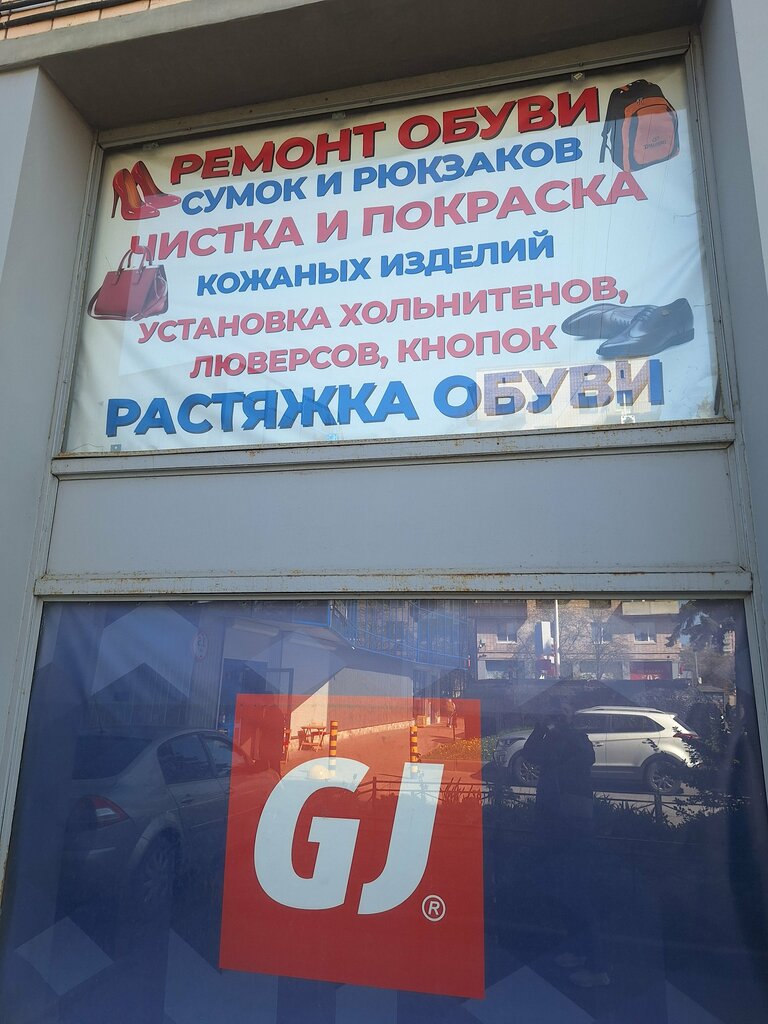 РЕМОНТ ОБУВИ
СУМОК И РЮКЗАКОВ
ЧИСТКА И ПОКРАСКА
КОЖАНЫХ ИЗДЕЛИЙ
УСТАНОВКА ХОЛЬНИТЕНОВ,
ЛЮВЕРСОВ, КНОПОК
РАСТЯЖКА ОБУВИ
GJ®